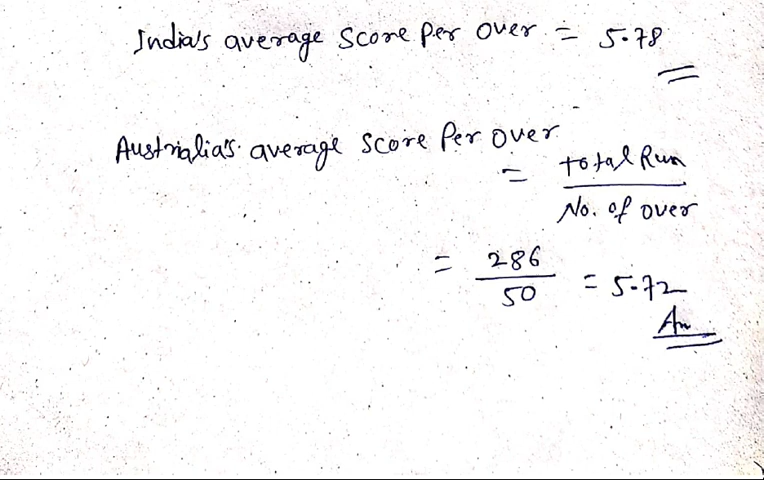 India's average score per over = 5.78
Australia's average score per over
= total Run / No. of over
= 286 / 50 = 5.72
Ans